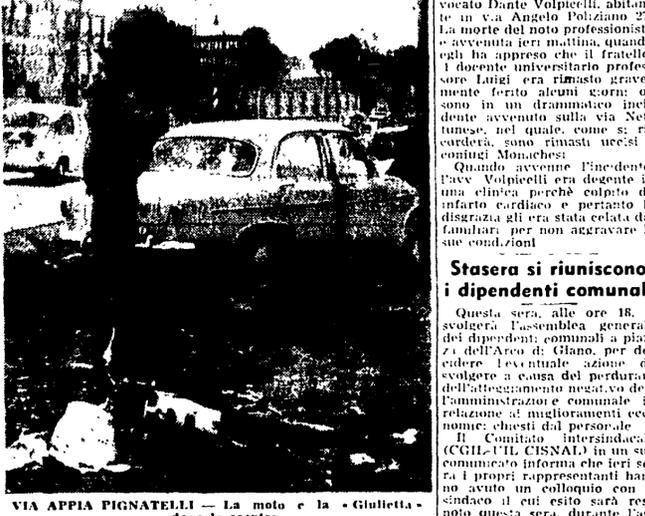 VIA APPIA PIGNATELLI — La moto e la «Giulietta»
vocato Dante Volpicelli, abitan
te in v.a Angelo Poliziano 2
La morte del noto professionist
e avvenuta ieri mattina, quand
egli ha appreso che il fratello
l docente universitario profes
sore Luigi era rimasto grave
mente ferito alcuni giorni o
sono in un drammatico inci
dente avvenuto sulla via Net
tunese, nel quale, come si ri
corderà, sono rimasti uccisi
coniugi Monachesi
Quando avvenne l'incidente
l'avv Volpicelli era degente i
una clinica perchè colpito d
infarto cardiaco e pertanto l
disgrazia gli era stata celata da
familiari per non aggravare l
sue condizioni
Stasera si riuniscono
i dipendenti comunal
Questa sera, alle ore 18,
svolgerà l'assemblea general
dei dipendenti comunali a pia
za dell'Arco di Giano, per de
cidere l'eventuale azione d
svolgere a causa del perdurar
dell'atteggiamento negativo de
l'amministrazione comunale i
relazione ai miglioramenti eco
nomici chiesti dal personale
Il Comitato intersindacal
(CGIL-UIL CISNAL) in un su
comunicato informa che ieri se
ra i propri rappresentanti han
no avuto un colloquio con
sindaco il cui esito sarà res
noto questa sera, durante l'as